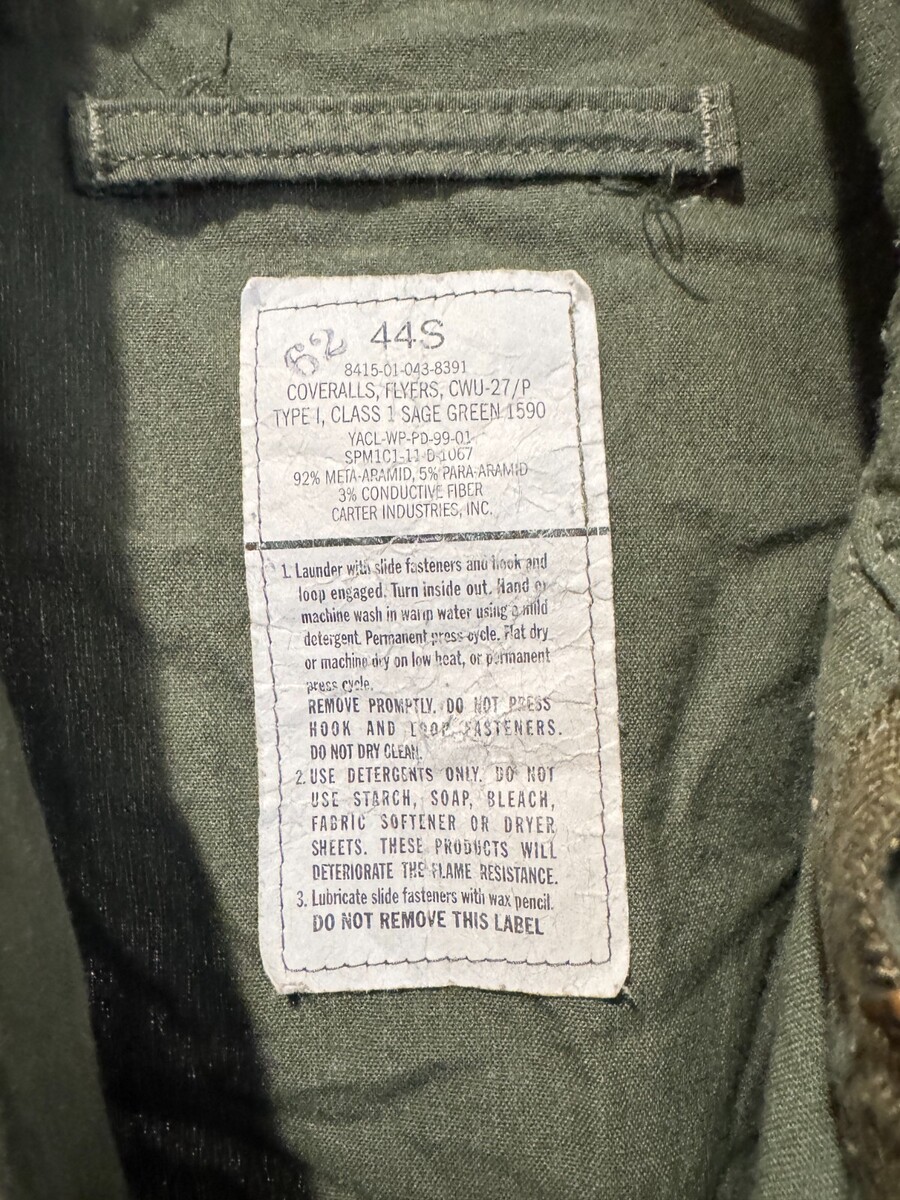 62 44S
8415-01-043-8391
COVERALLS, FLYERS, CWU-27/P
TYPE I, CLASS 1 SAGE GREEN 1590
YACL-WP-PD-99-01
SPM1C1-11-D-1067
92% META-ARAMID, 5% PARA-ARAMID
3% CONDUCTIVE FIBER
CARTER INDUSTRIES, INC.
1. Launder with slide fasteners and hook and
loop engaged. Turn inside out. Hand or
machine wash in warm water using a mild
detergent. Permanent press cycle. Flat dry
or machine dry on low heat, or permanent
press cycle.
REMOVE PROMPTLY. DO NOT PRESS
HOOK AND LOOP FASTENERS.
DO NOT DRY CLEAN.
2. USE DETERGENTS ONLY. DO NOT
USE STARCH, SOAP, BLEACH,
FABRIC SOFTENER OR DRYER
SHEETS. THESE PRODUCTS WILL
DETERIORATE THE FLAME RESISTANCE.
3. Lubricate slide fasteners with wax pencil.
DO NOT REMOVE THIS LABEL